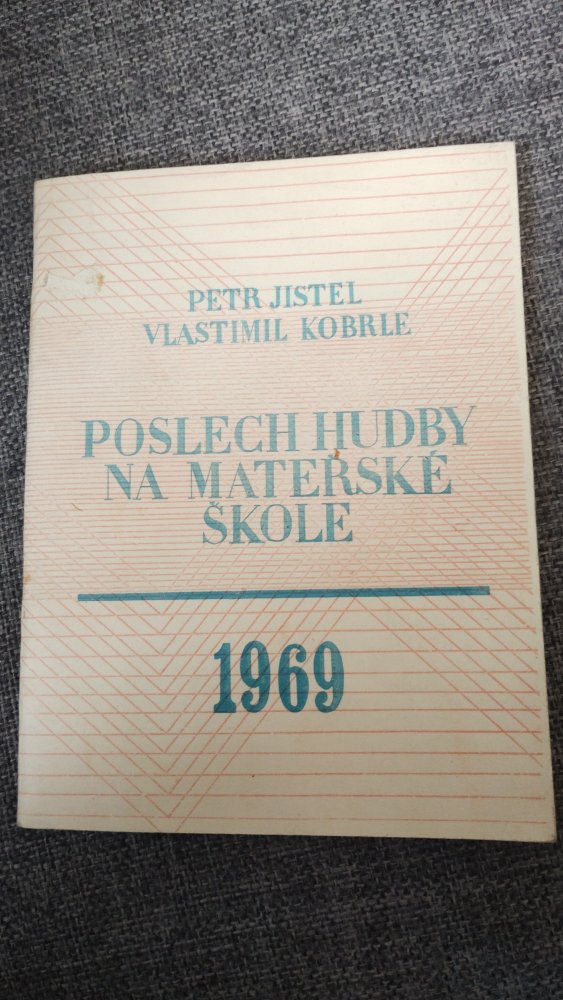 PETR JISTEL
VLASTIMIL KOBRLE
POSLECH HUDBY
NA MATEŘSKÉ
ŠKOLE
1969